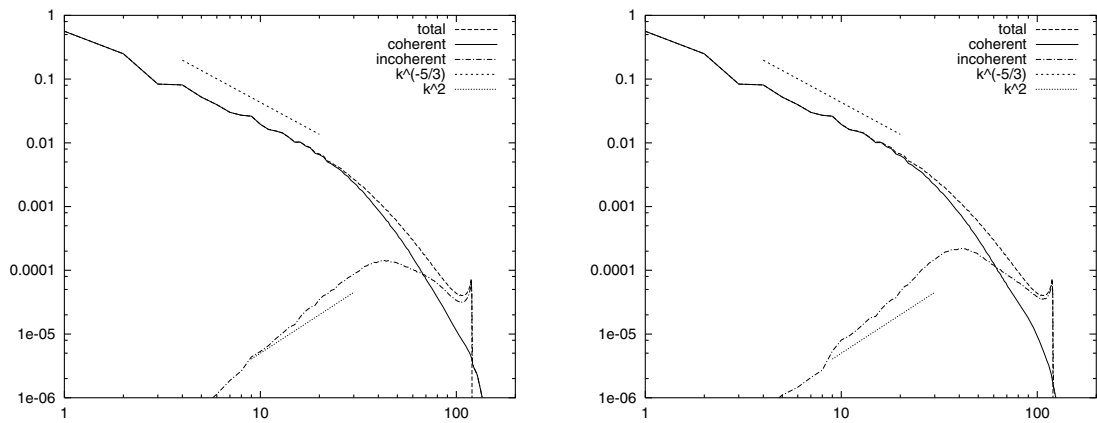 1
0.1
0.01
0.001
0.0001
1e-05
1e-06
1
10
100
total
coherent
incoherent
k^(-5/3)
k^2
1
0.1
0.01
0.001
0.0001
1e-05
1e-06
1
10
100
total
coherent
incoherent
k^(-5/3)
k^2